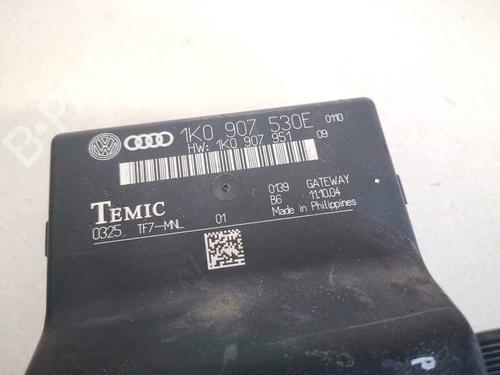 1K0 907 530E 0110
HW: 1K0 907 951 09
TEMIC
0325 TF7-MNL 01
0139 GATEWAY
B6 11.10.04
Made in Philippines
P